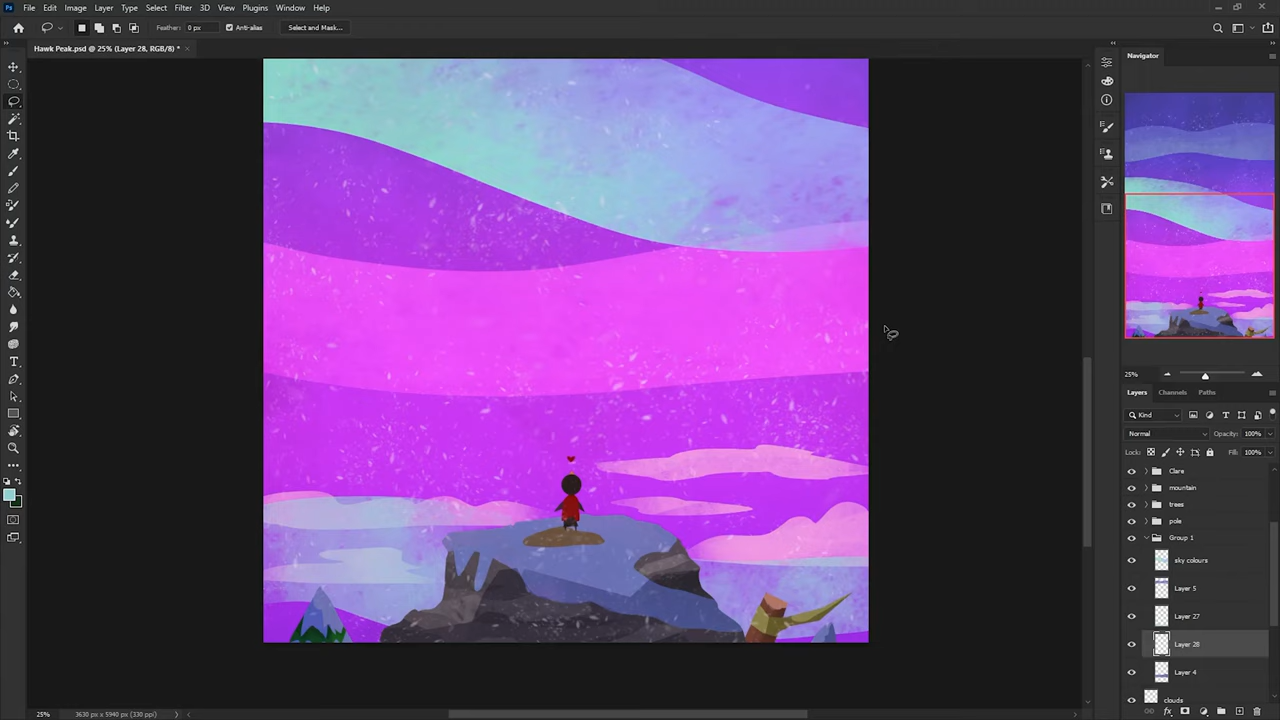 Ps File Edit Image Layer Type Select Filter 3D View Plugins Window Help
Feather: 0 px Anti-alias Select and Mask...
Hawk Peak.psd @ 25% (Layer 28, RGB/8) *
Navigator
25%
Layers Channels Paths
Kind
Normal Opacity: 100%
Lock: Fill: 100%
Clare
mountain
trees
pole
Group 1
sky colours
Layer 5
Layer 27
Layer 28
Layer 4
clouds
25% 3630 px x 5940 px (330 ppi)
fx